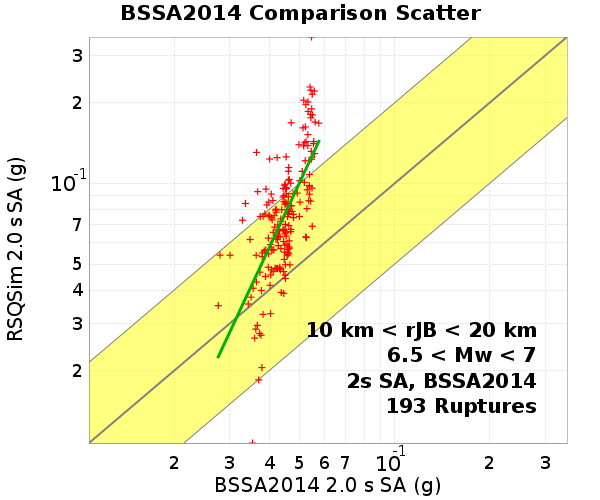 BSSA2014 Comparison Scatter
RSQSim 2.0 s SA (g)
3
2
10^-1
7
5
4
3
2
10 km < rJB < 20 km
6.5 < Mw < 7
2s SA, BSSA2014
193 Ruptures
2 3 4 5 6 7 10^-1 2 3
BSSA2014 2.0 s SA (g)